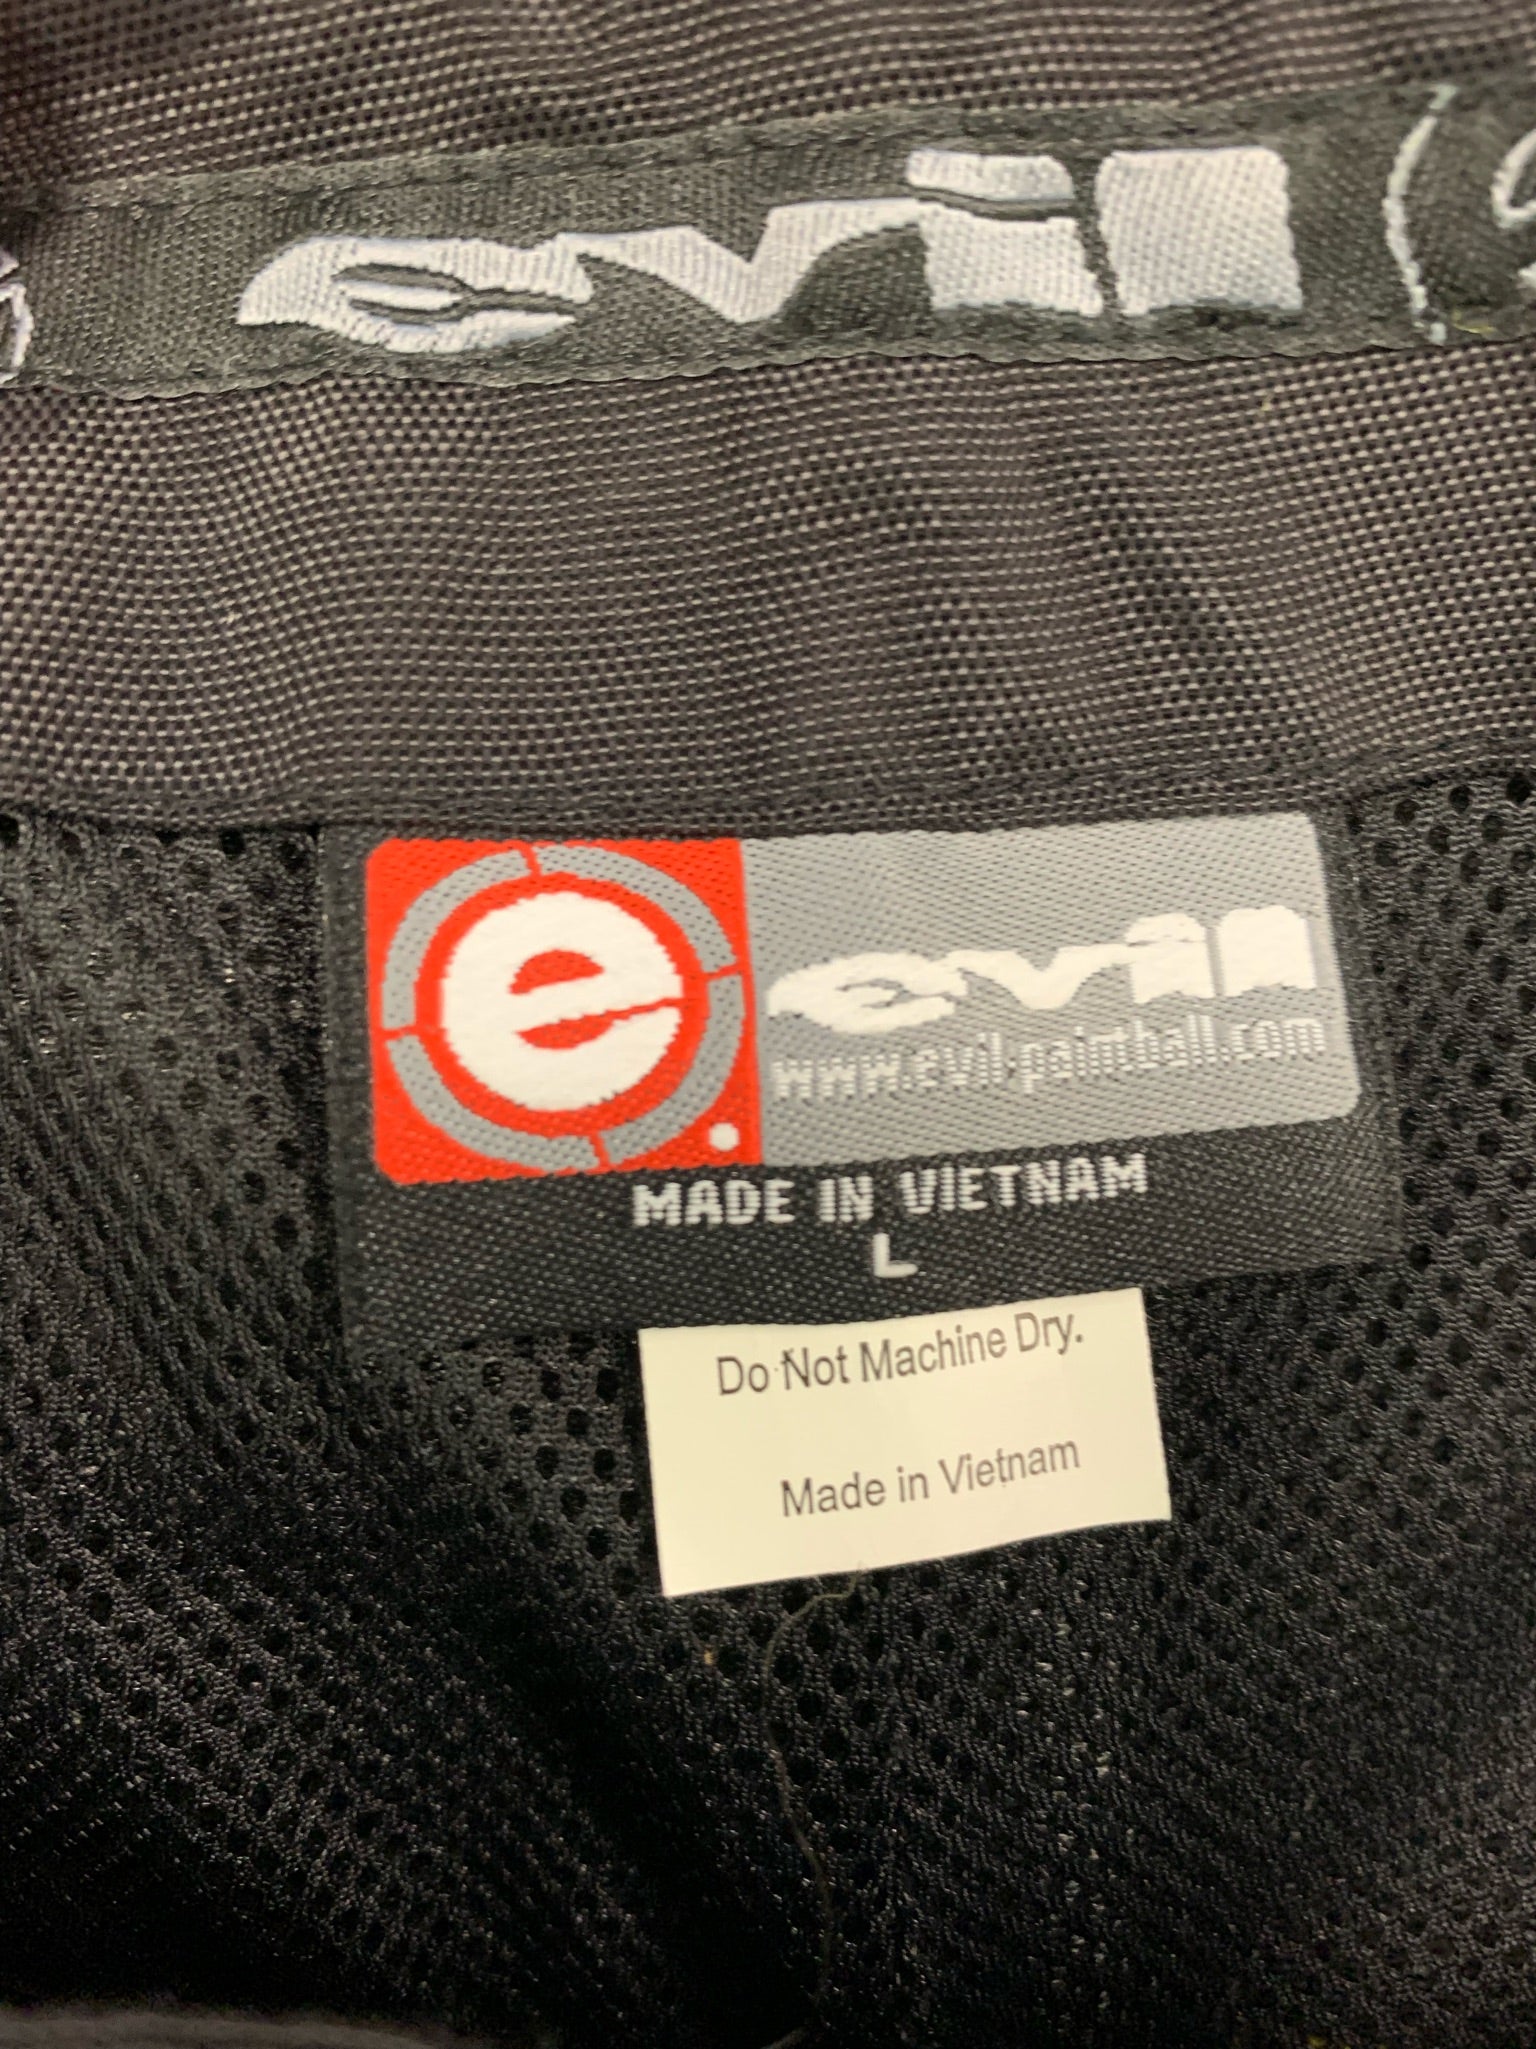 evil
e
evil
www.evil-paintball.com
MADE IN VIETNAM
L
Do Not Machine Dry.
Made in Vietnam